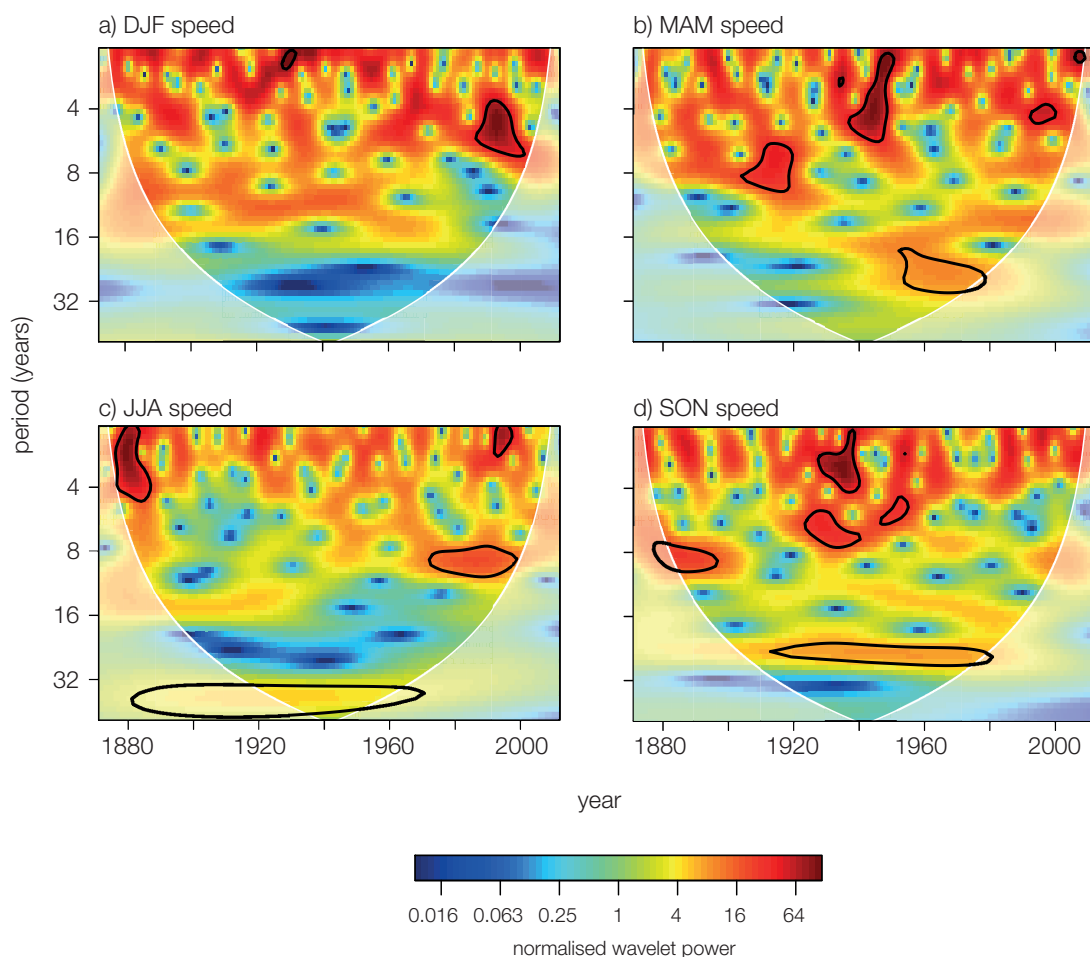 a) DJF speed
b) MAM speed
4
8
16
32
c) JJA speed
d) SON speed
4
8
16
32
period (years)
1880 1920 1960 2000
1880 1920 1960 2000
year
0.016 0.063 0.25 1 4 16 64
normalised wavelet power